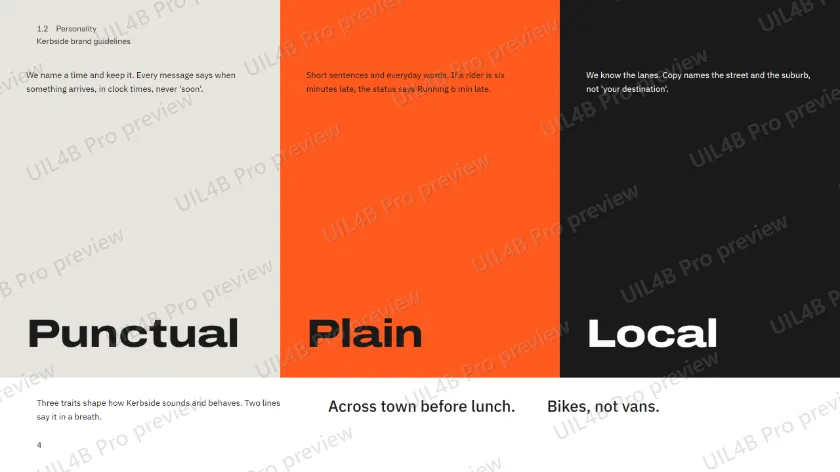 1.2 Personality
Kerbside brand guidelines
We name a time and keep it. Every message says when
something arrives, in clock times, never ‘soon’.
Short sentences and everyday words. If a rider is six
minutes late, the status says Running 6 min late.
We know the lanes. Copy names the street and the suburb,
not ‘your destination’.
Punctual
Plain
Local
Three traits shape how Kerbside sounds and behaves. Two lines
say it in a breath.
Across town before lunch.
Bikes, not vans.
4
UIL4B Pro preview